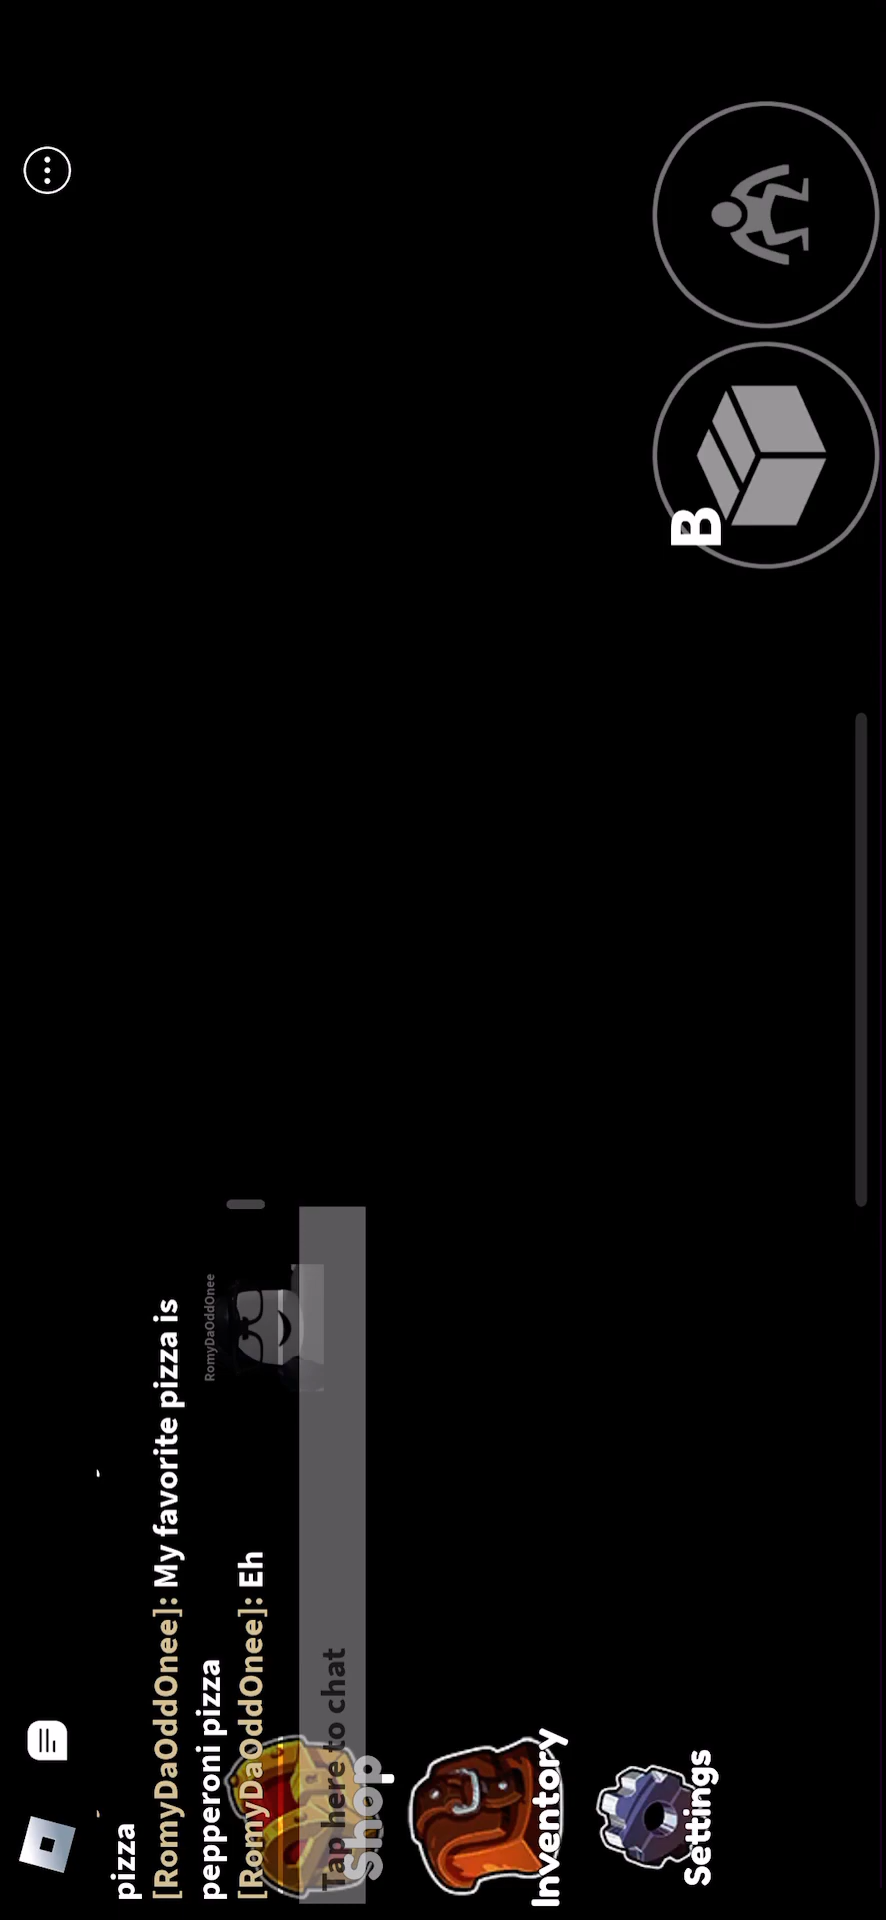 pizza
[RomyDaOddOnee]: My favorite pizza is
pepperoni pizza
[RomyDaOddOnee]: Eh
Tap here to chat
RomyDaOddOnee
Shop
Inventory
Settings
B